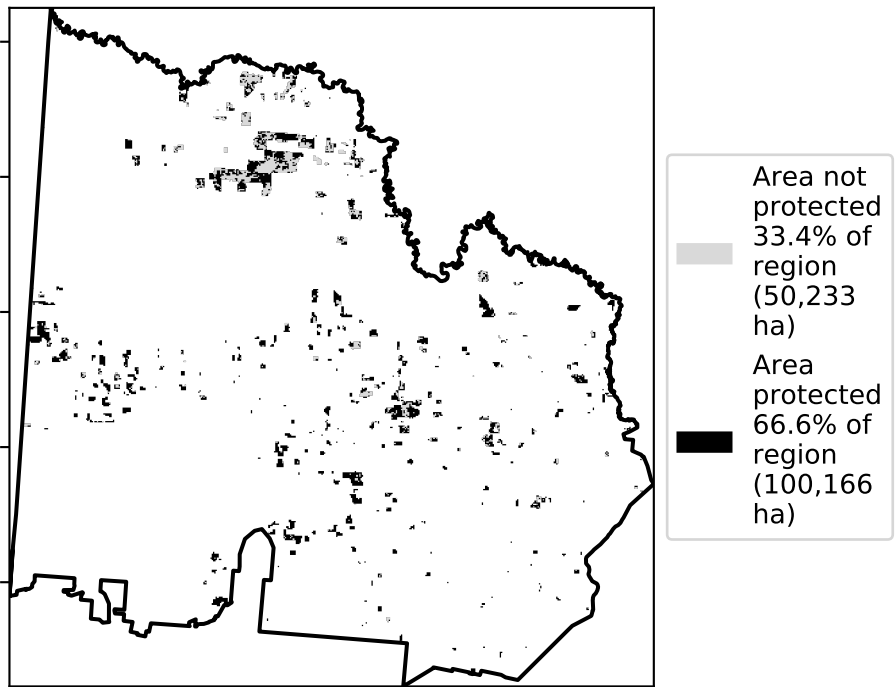 Area not
protected
33.4% of
region
(50,233
ha)
Area
protected
66.6% of
region
(100,166
ha)